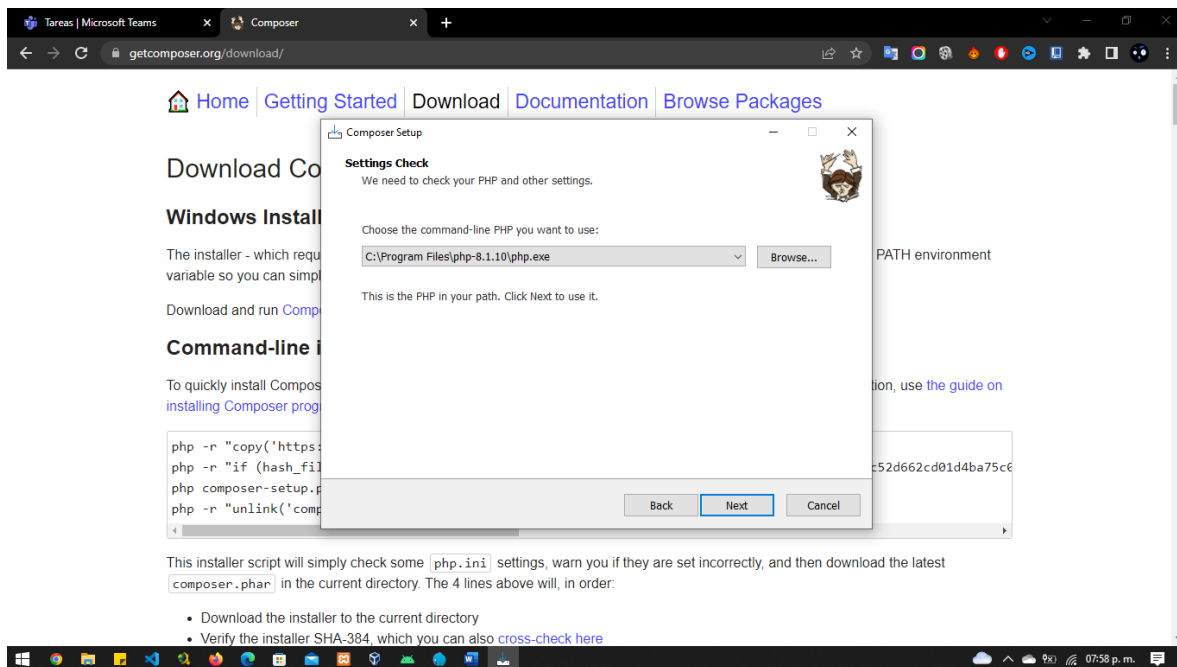 Tareas | Microsoft Teams
Composer
getcomposer.org/download/
Home Getting Started Download Documentation Browse Packages
Composer Setup
Settings Check
We need to check your PHP and other settings.
Choose the command-line PHP you want to use:
C:\Program Files\php-8.1.10\php.exe
Browse...
This is the PHP in your path. Click Next to use it.
Back Next Cancel
Download Co
Windows Install
The installer - which requ PATH environment
variable so you can simpl
Download and run Comp
Command-line i
To quickly install Compos tion, use the guide on
installing Composer prog
php -r "copy('https:
php -r "if (hash_fil c52d662cd01d4ba75c
php composer-setup.p
php -r "unlink('comp
This installer script will simply check some php.ini settings, warn you if they are set incorrectly, and then download the latest
composer.phar in the current directory. The 4 lines above will, in order:
Download the installer to the current directory
Verify the installer SHA-384, which you can also cross-check here
07:58 p. m.